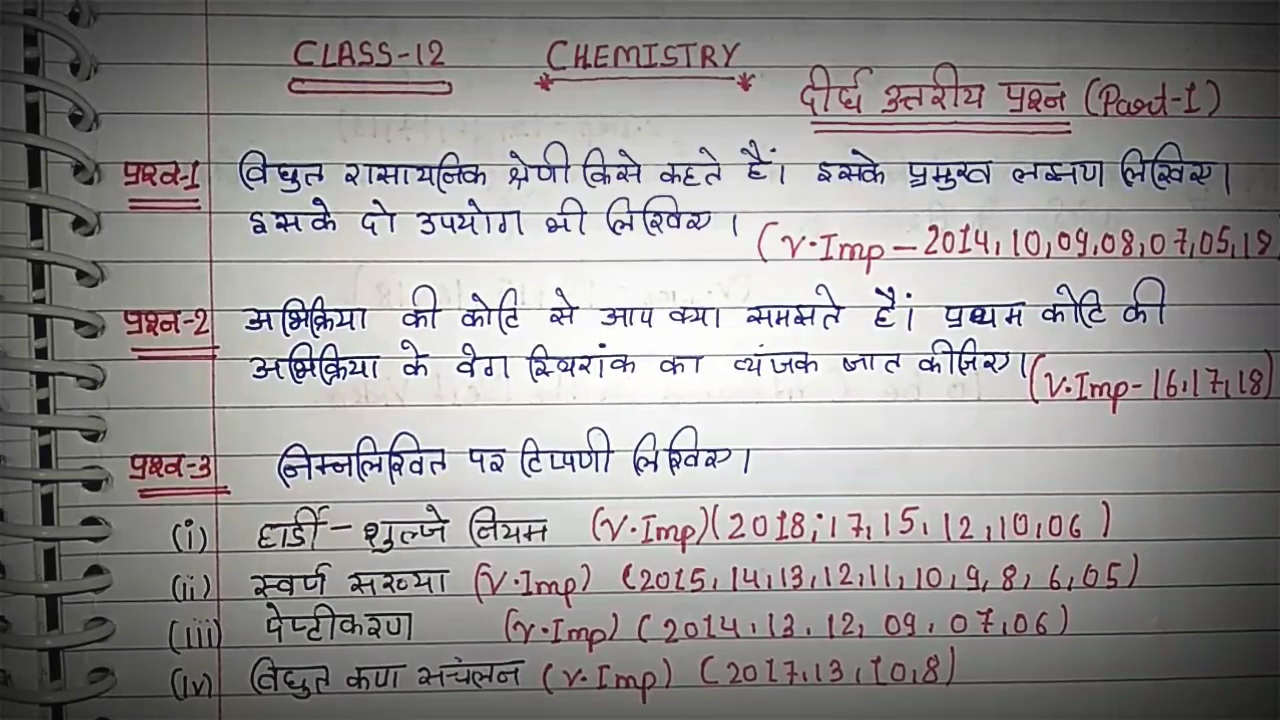 CLASS-12 CHEMISTRY
दीर्घ उत्तरीय प्रश्न (Part-1)
प्रश्न-1 विधुत रासायनिक श्रेणी किसे कहते हैं। इसके प्रमुख लक्षण लिखिए।
इसके दो उपयोग भी लिखिए।
(V.Imp - 2014,10,09,08,07,05,18
प्रश्न-2 अभिक्रिया की कोटि से आप क्या समझते हैं। प्रथम कोटि की
अभिक्रिया के वेग स्थिरांक का व्यंजक ज्ञात कीजिए।
(V.Imp-16,17,18)
प्रश्न-3 निम्नलिखित पर टिप्पणी लिखिए।
(i) हार्डी - शुल्जे नियम (V.Imp)(2018,17,15,12,10,06)
(ii) स्वर्ण सख्या (V.Imp) (2015,14,13,12,11,10,9,8,6,05)
(iii) पेप्टीकरण (V.Imp) (2014,13,12,09,07,06)
(iv) विधुत कण सचंलन (V.Imp) (2017,13,10,8)